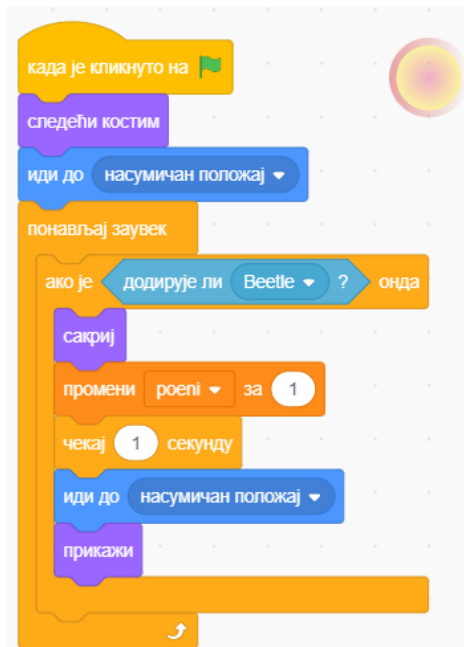 када је кликнуто на
следећи костим
иди до насумичан положај
понављај заувек
ако је додирује ли Beetle ? онда
сакриј
промени poeni за 1
чекај 1 секунду
иди до насумичан положај
прикажи